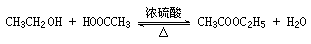 CH₃CH₂OH + HOOCCH₃ 浓硫酸 ⇌ △ CH₃COOC₂H₅ + H₂O